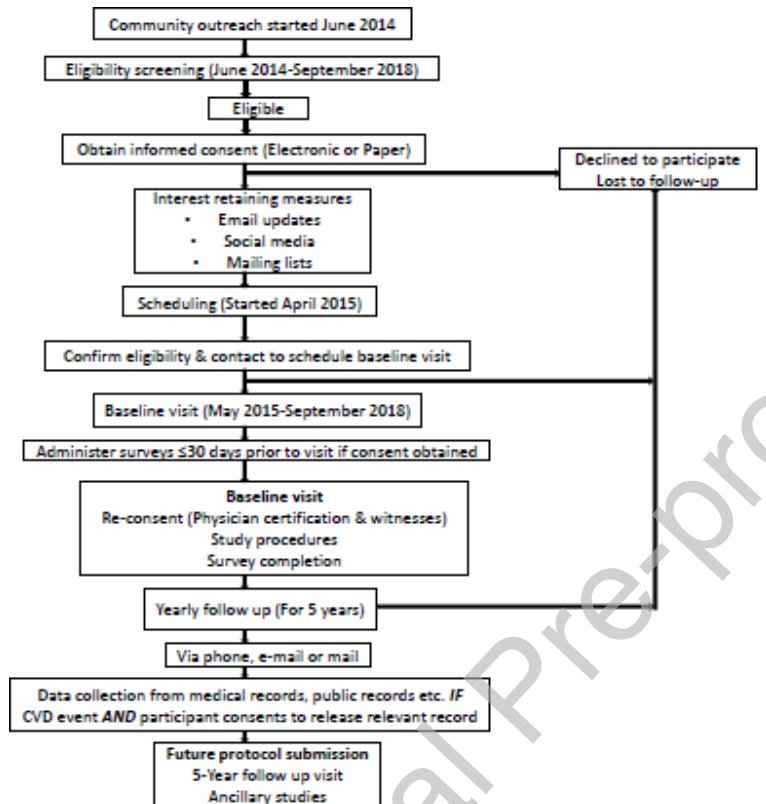 Community outreach started June 2014
Eligibility screening (June 2014-September 2018)
Eligible
Obtain informed consent (Electronic or Paper)
Declined to participate
Lost to follow-up
Interest retaining measures
▪ Email updates
▪ Social media
▪ Mailing lists
Scheduling (Started April 2015)
Confirm eligibility & contact to schedule baseline visit
Baseline visit (May 2015-September 2018)
Administer surveys ≤30 days prior to visit if consent obtained
Baseline visit
Re-consent (Physician certification & witnesses)
Study procedures
Survey completion
Yearly follow up (For 5 years)
Via phone, e-mail or mail
Data collection from medical records, public records etc. IF
CVD event AND participant consents to release relevant record
Future protocol submission
5-Year follow up visit
Ancillary studies
al Pre-pro